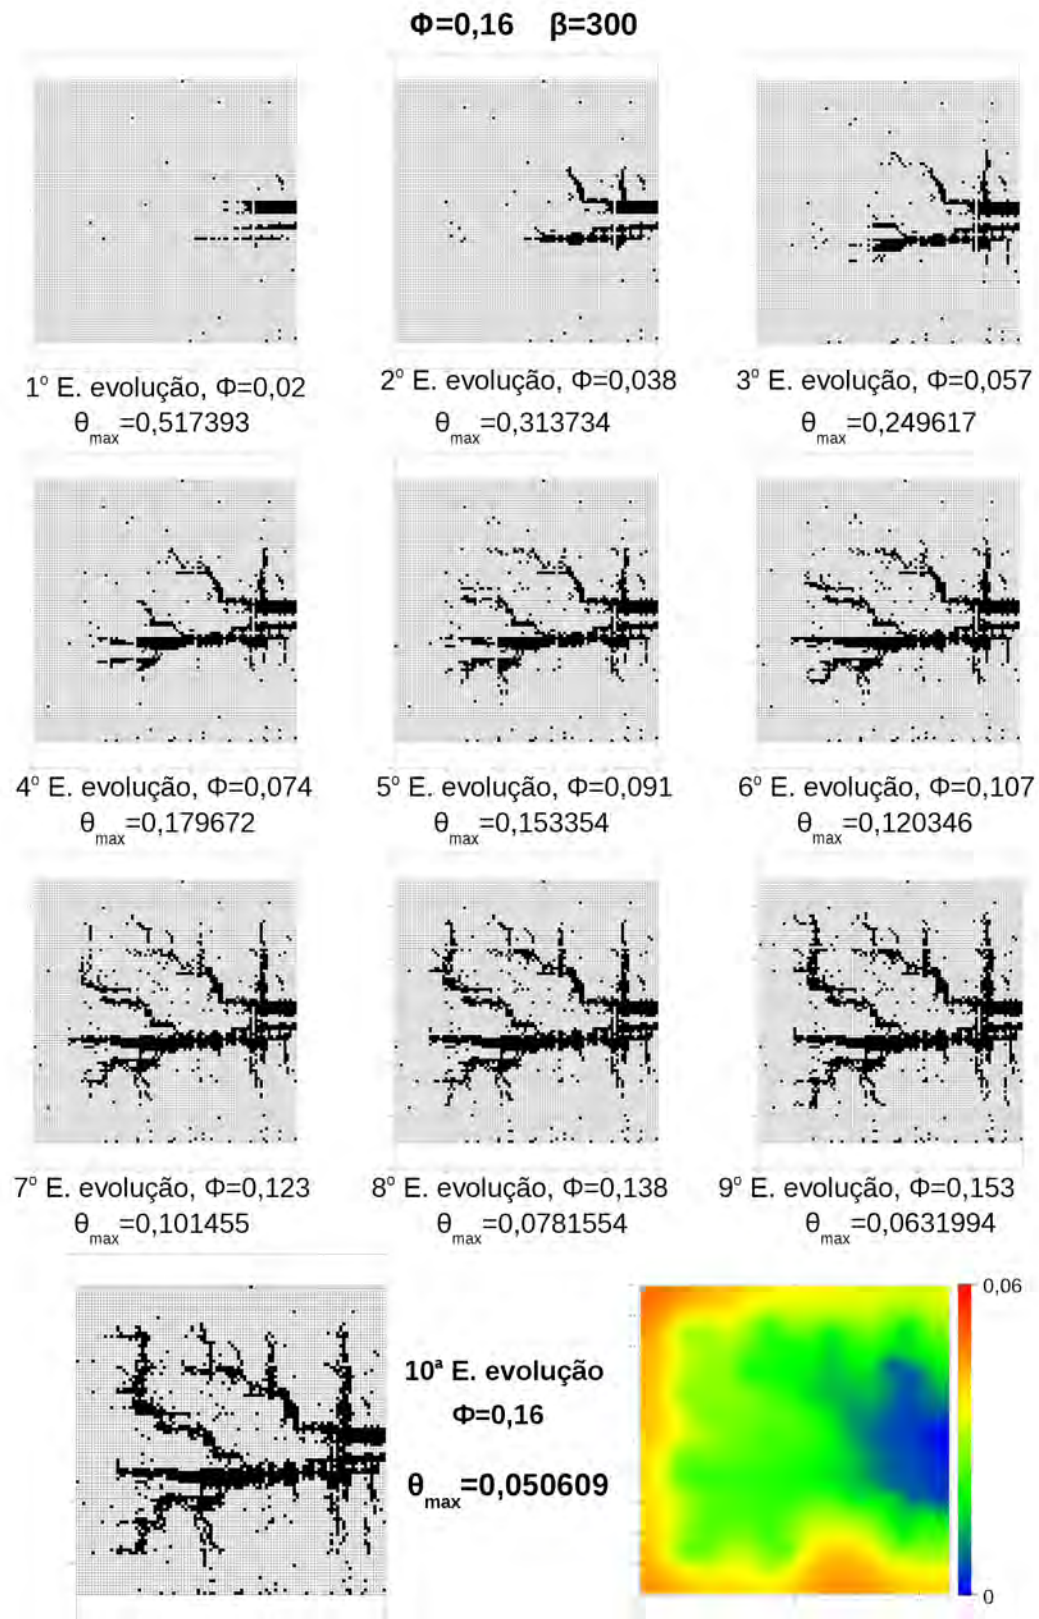 Φ=0,16 β=300
1° E. evolução, Φ=0,02
θmax=0,517393
2° E. evolução, Φ=0,038
θmax=0,313734
3° E. evolução, Φ=0,057
θmax=0,249617
4° E. evolução, Φ=0,074
θmax=0,179672
5° E. evolução, Φ=0,091
θmax=0,153354
6° E. evolução, Φ=0,107
θmax=0,120346
7° E. evolução, Φ=0,123
θmax=0,101455
8° E. evolução, Φ=0,138
θmax=0,0781554
9° E. evolução, Φ=0,153
θmax=0,0631994
10ª E. evolução
Φ=0,16
θmax=0,050609
0,06
0